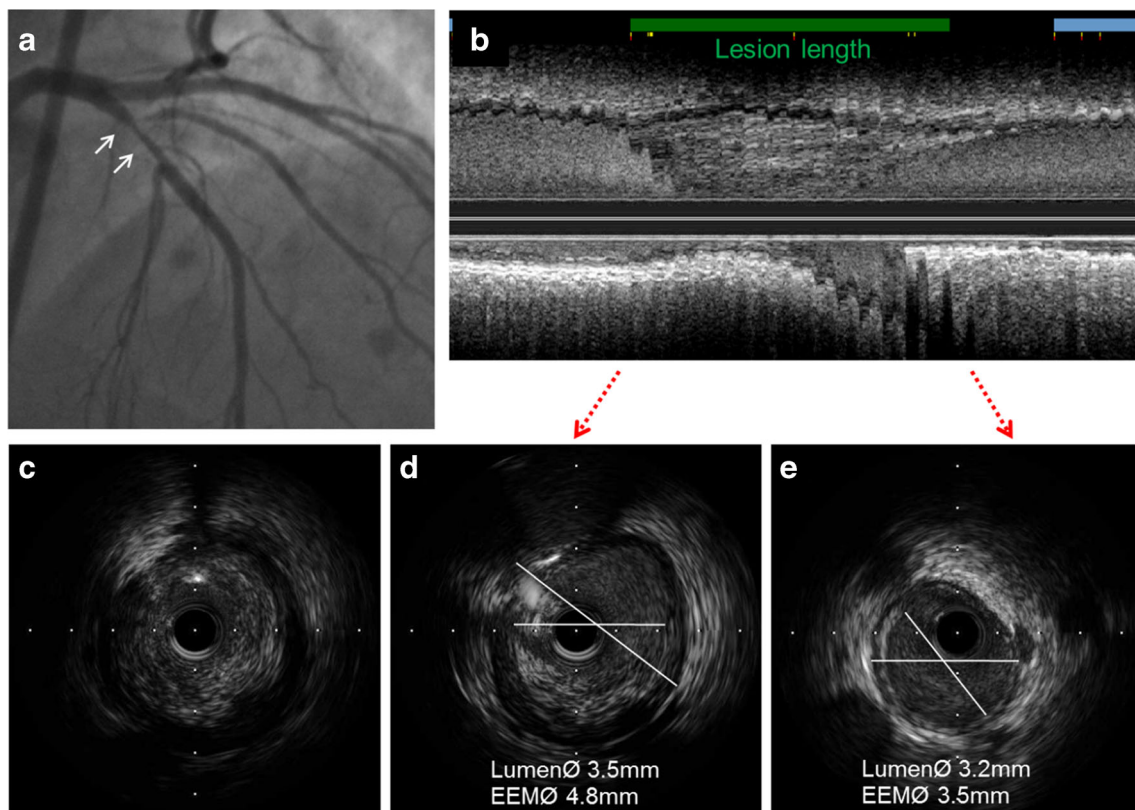 a
b
Lesion length
c
d
e
LumenØ 3.5mm
EEMØ 4.8mm
LumenØ 3.2mm
EEMØ 3.5mm